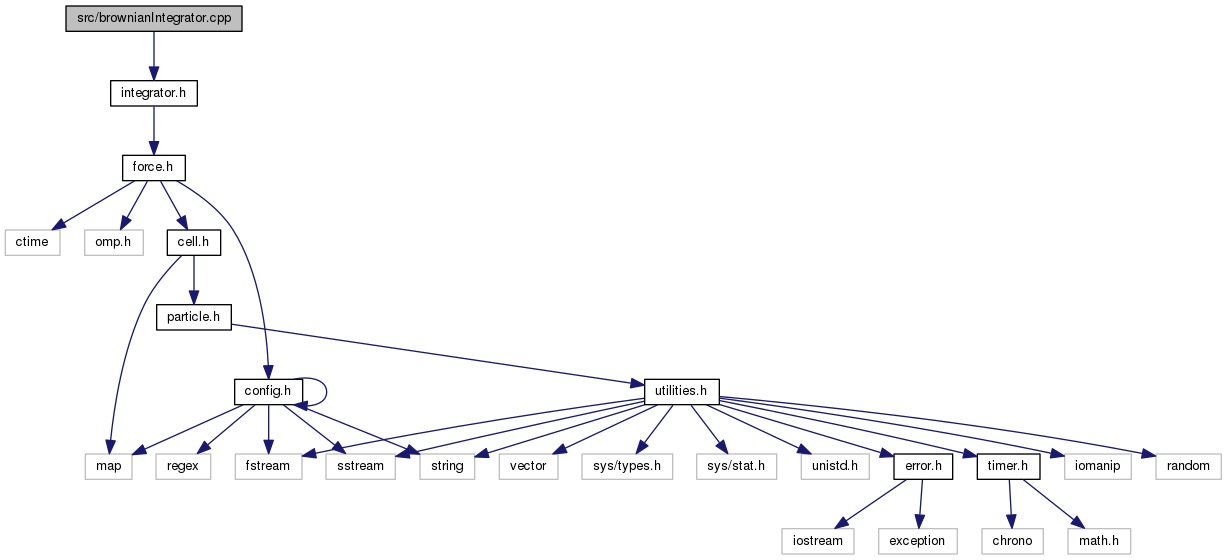 src/brownianIntegrator.cpp
integrator.h
force.h
ctime
omp.h
cell.h
particle.h
config.h
utilities.h
map
regex
fstream
sstream
string
vector
sys/types.h
sys/stat.h
unistd.h
error.h
timer.h
iomanip
random
iostream
exception
chrono
math.h